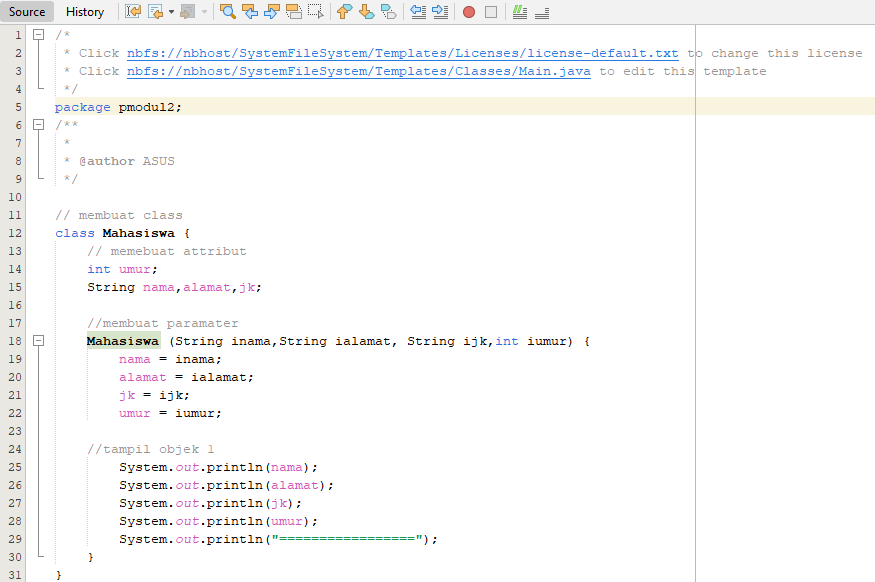 Source History
1 /*
2 * Click nbfs://nbhost/SystemFileSystem/Templates/Licenses/license-default.txt to change this license
3 * Click nbfs://nbhost/SystemFileSystem/Templates/Classes/Main.java to edit this template
4 */
5 package pmodul2;
6 /**
7 *
8 * @author ASUS
9 */
10
11 // membuat class
12 class Mahasiswa {
13 // memebuat attribut
14 int umur;
15 String nama,alamat,jk;
16
17 //membuat paramater
18 Mahasiswa (String inama,String ialamat, String ijk,int iumur) {
19 nama = inama;
20 alamat = ialamat;
21 jk = ijk;
22 umur = iumur;
23
24 //tampil objek 1
25 System.out.println(nama);
26 System.out.println(alamat);
27 System.out.println(jk);
28 System.out.println(umur);
29 System.out.println("=================");
30 }
31 }